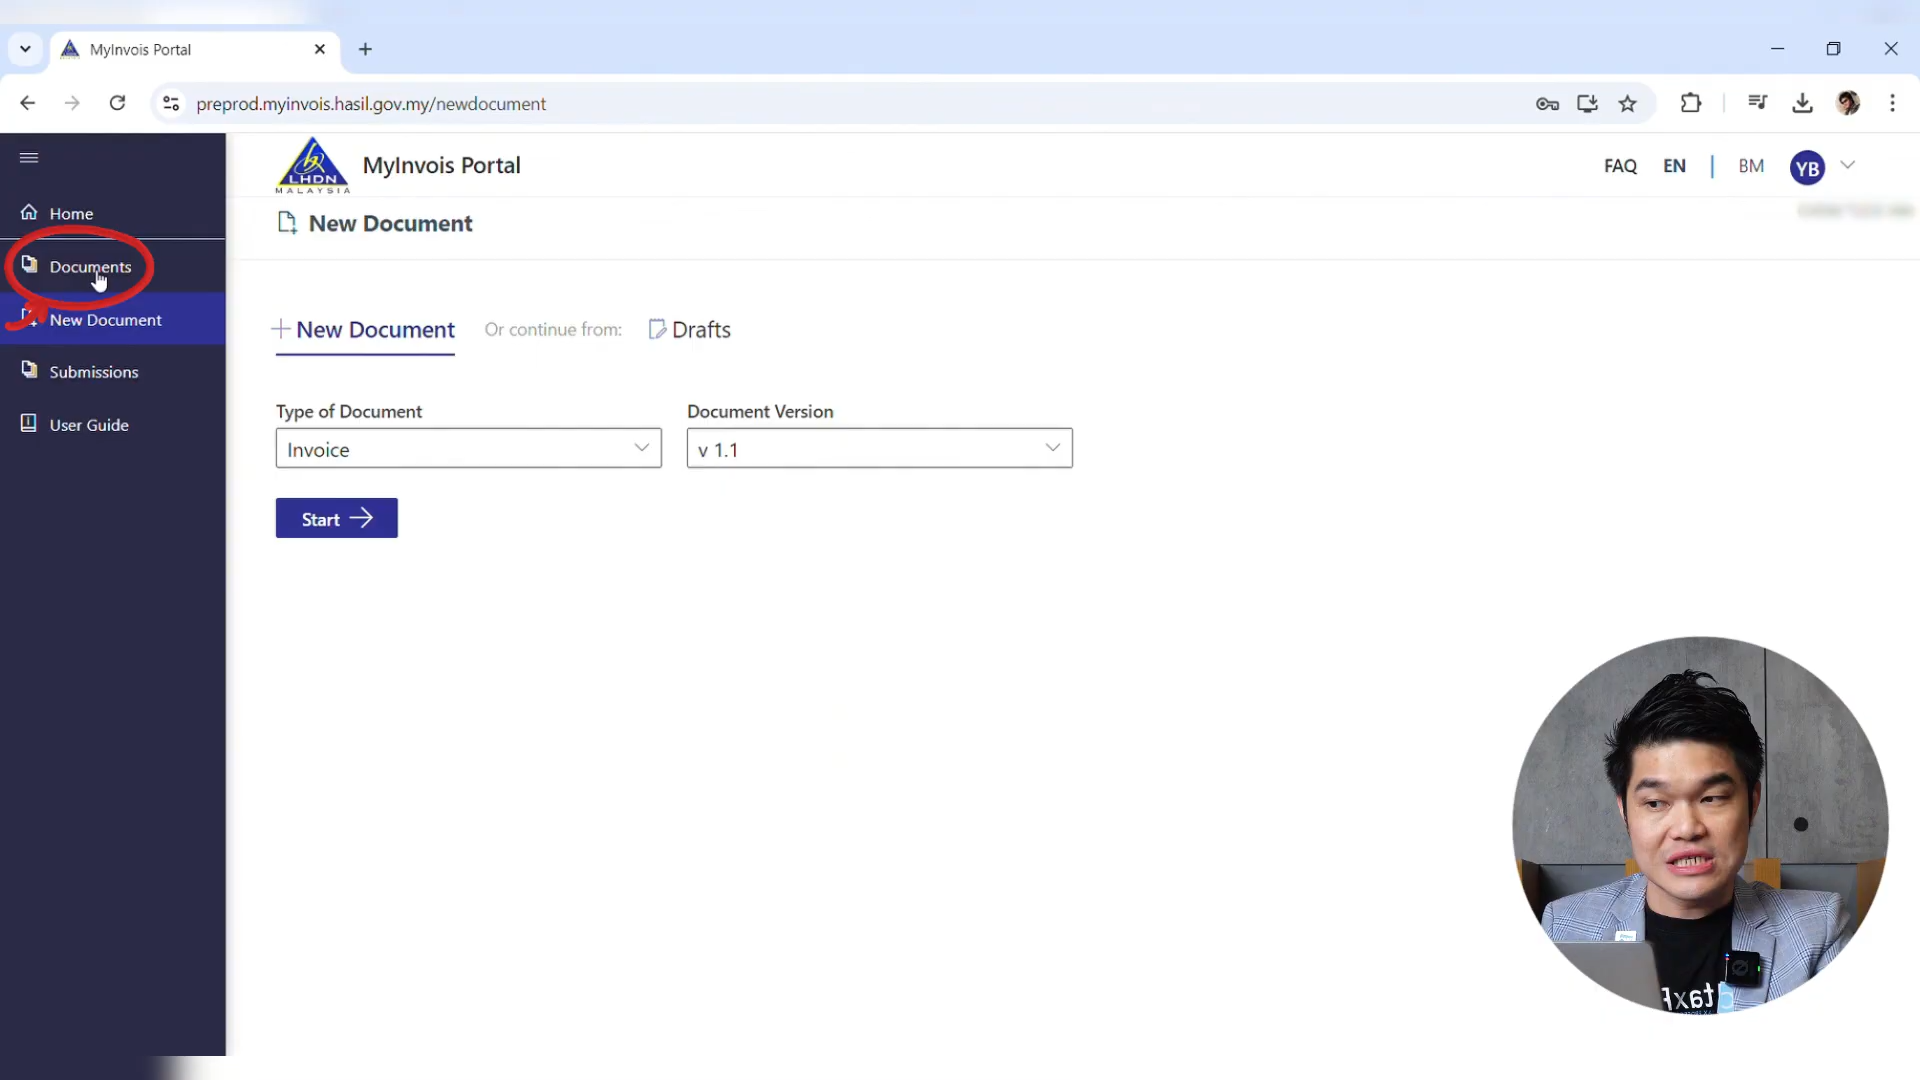 MyInvois Portal
preprod.myinvois.hasil.gov.my/newdocument
LHDN
MALAYSIA
MyInvois Portal
FAQ
EN
BM
YB
Home
Documents
New Document
Submissions
User Guide
New Document
New Document
Or continue from:
Drafts
Type of Document
Document Version
Invoice
v 1.1
Start